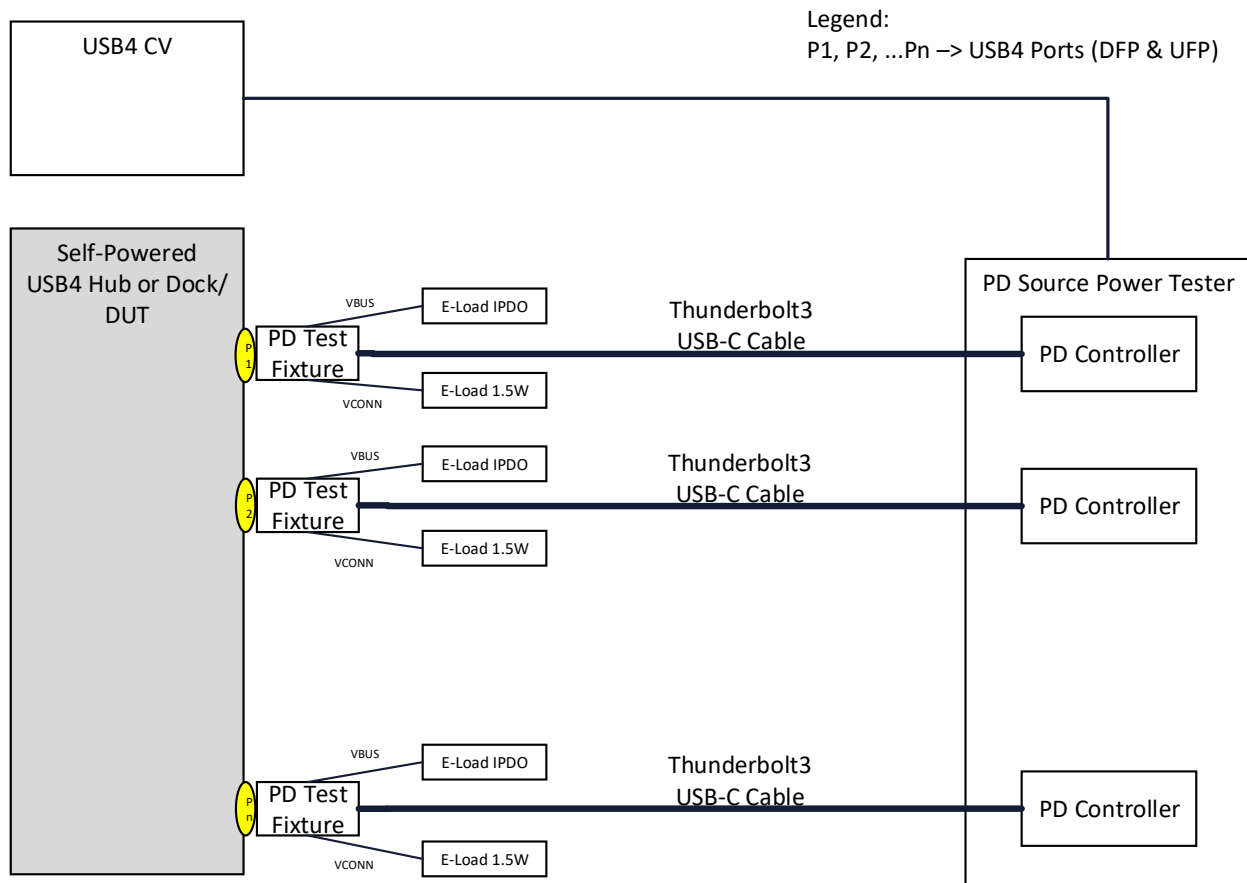 Legend:
P1, P2, ...Pn –> USB4 Ports (DFP & UFP)
USB4 CV
Self-Powered
USB4 Hub or Dock/
DUT
PD Source Power Tester
P
1
PD Test
Fixture
VBUS
E-Load IPDO
VCONN
E-Load 1.5W
Thunderbolt3
USB-C Cable
PD Controller
P
2
PD Test
Fixture
VBUS
E-Load IPDO
VCONN
E-Load 1.5W
Thunderbolt3
USB-C Cable
PD Controller
P
n
PD Test
Fixture
VBUS
E-Load IPDO
VCONN
E-Load 1.5W
Thunderbolt3
USB-C Cable
PD Controller